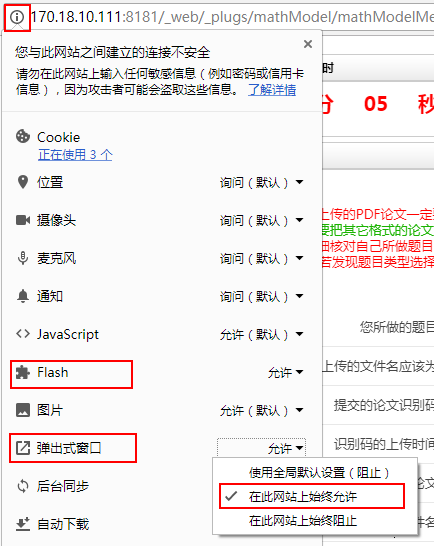 170.18.10.111:8181/_web/_plugs/mathModel/mathModelMe
您与此网站之间建立的连接不安全
请勿在此网站上输入任何敏感信息（例如密码或信用卡
信息），因为攻击者可能会盗取这些信息。 了解详情
时
分 05 秒
Cookie
正在使用 3 个
位置 询问（默认）
摄像头 询问（默认）
上传的PDF论文一定
要把其它格式的论文
麦克风 询问（默认）
细核对自己所做题目
若发现题目类型选择
通知 询问（默认）
JavaScript 允许（默认）
您所做的题目
Flash 允许
上传的文件名应该为
图片 允许（默认）
提交的论文识别码
弹出式窗口 允许
识别码的上传时间
使用全局默认设置（阻止）
后台同步
在此网站上始终允许
自动下载
在此网站上始终阻止